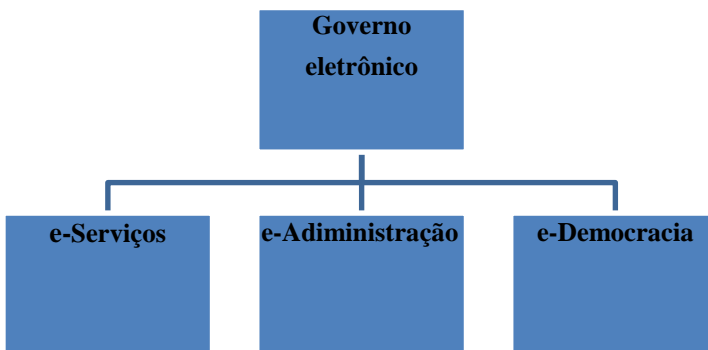 Governo
eletrônico
e-Serviços
e-Adiministração
e-Democracia